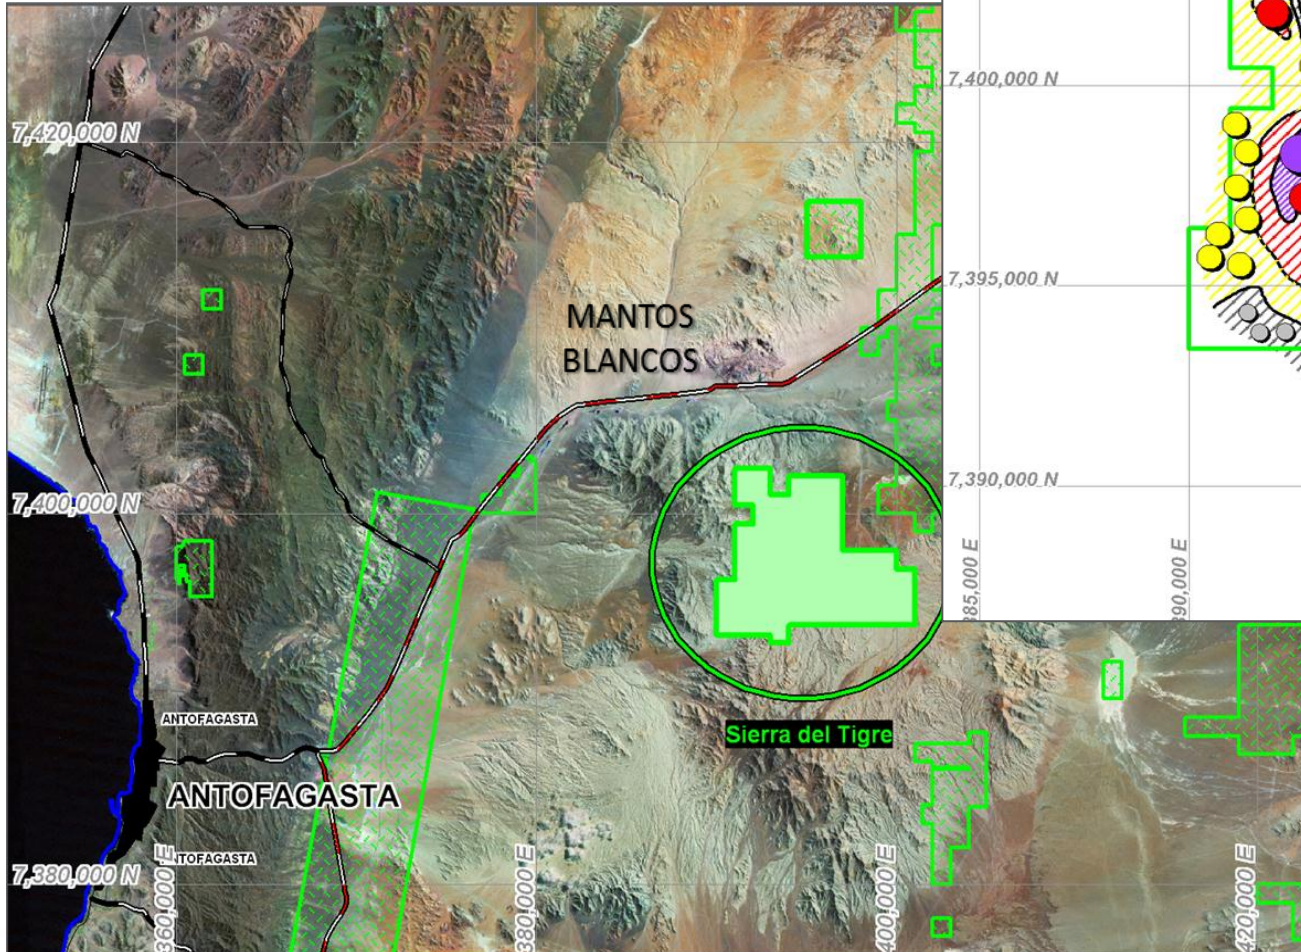 7,420,000 N
MANTOS
BLANCOS
7,400,000 N
ANTOFAGASTA
Sierra del Tigre
ANTOFAGASTA
NTOFAGASTA
7,380,000 N
360,000 E
380,000 E
400,000 E
420,000 E
7,400,000 N
7,395,000 N
7,390,000 N
385,000 E
390,000 E